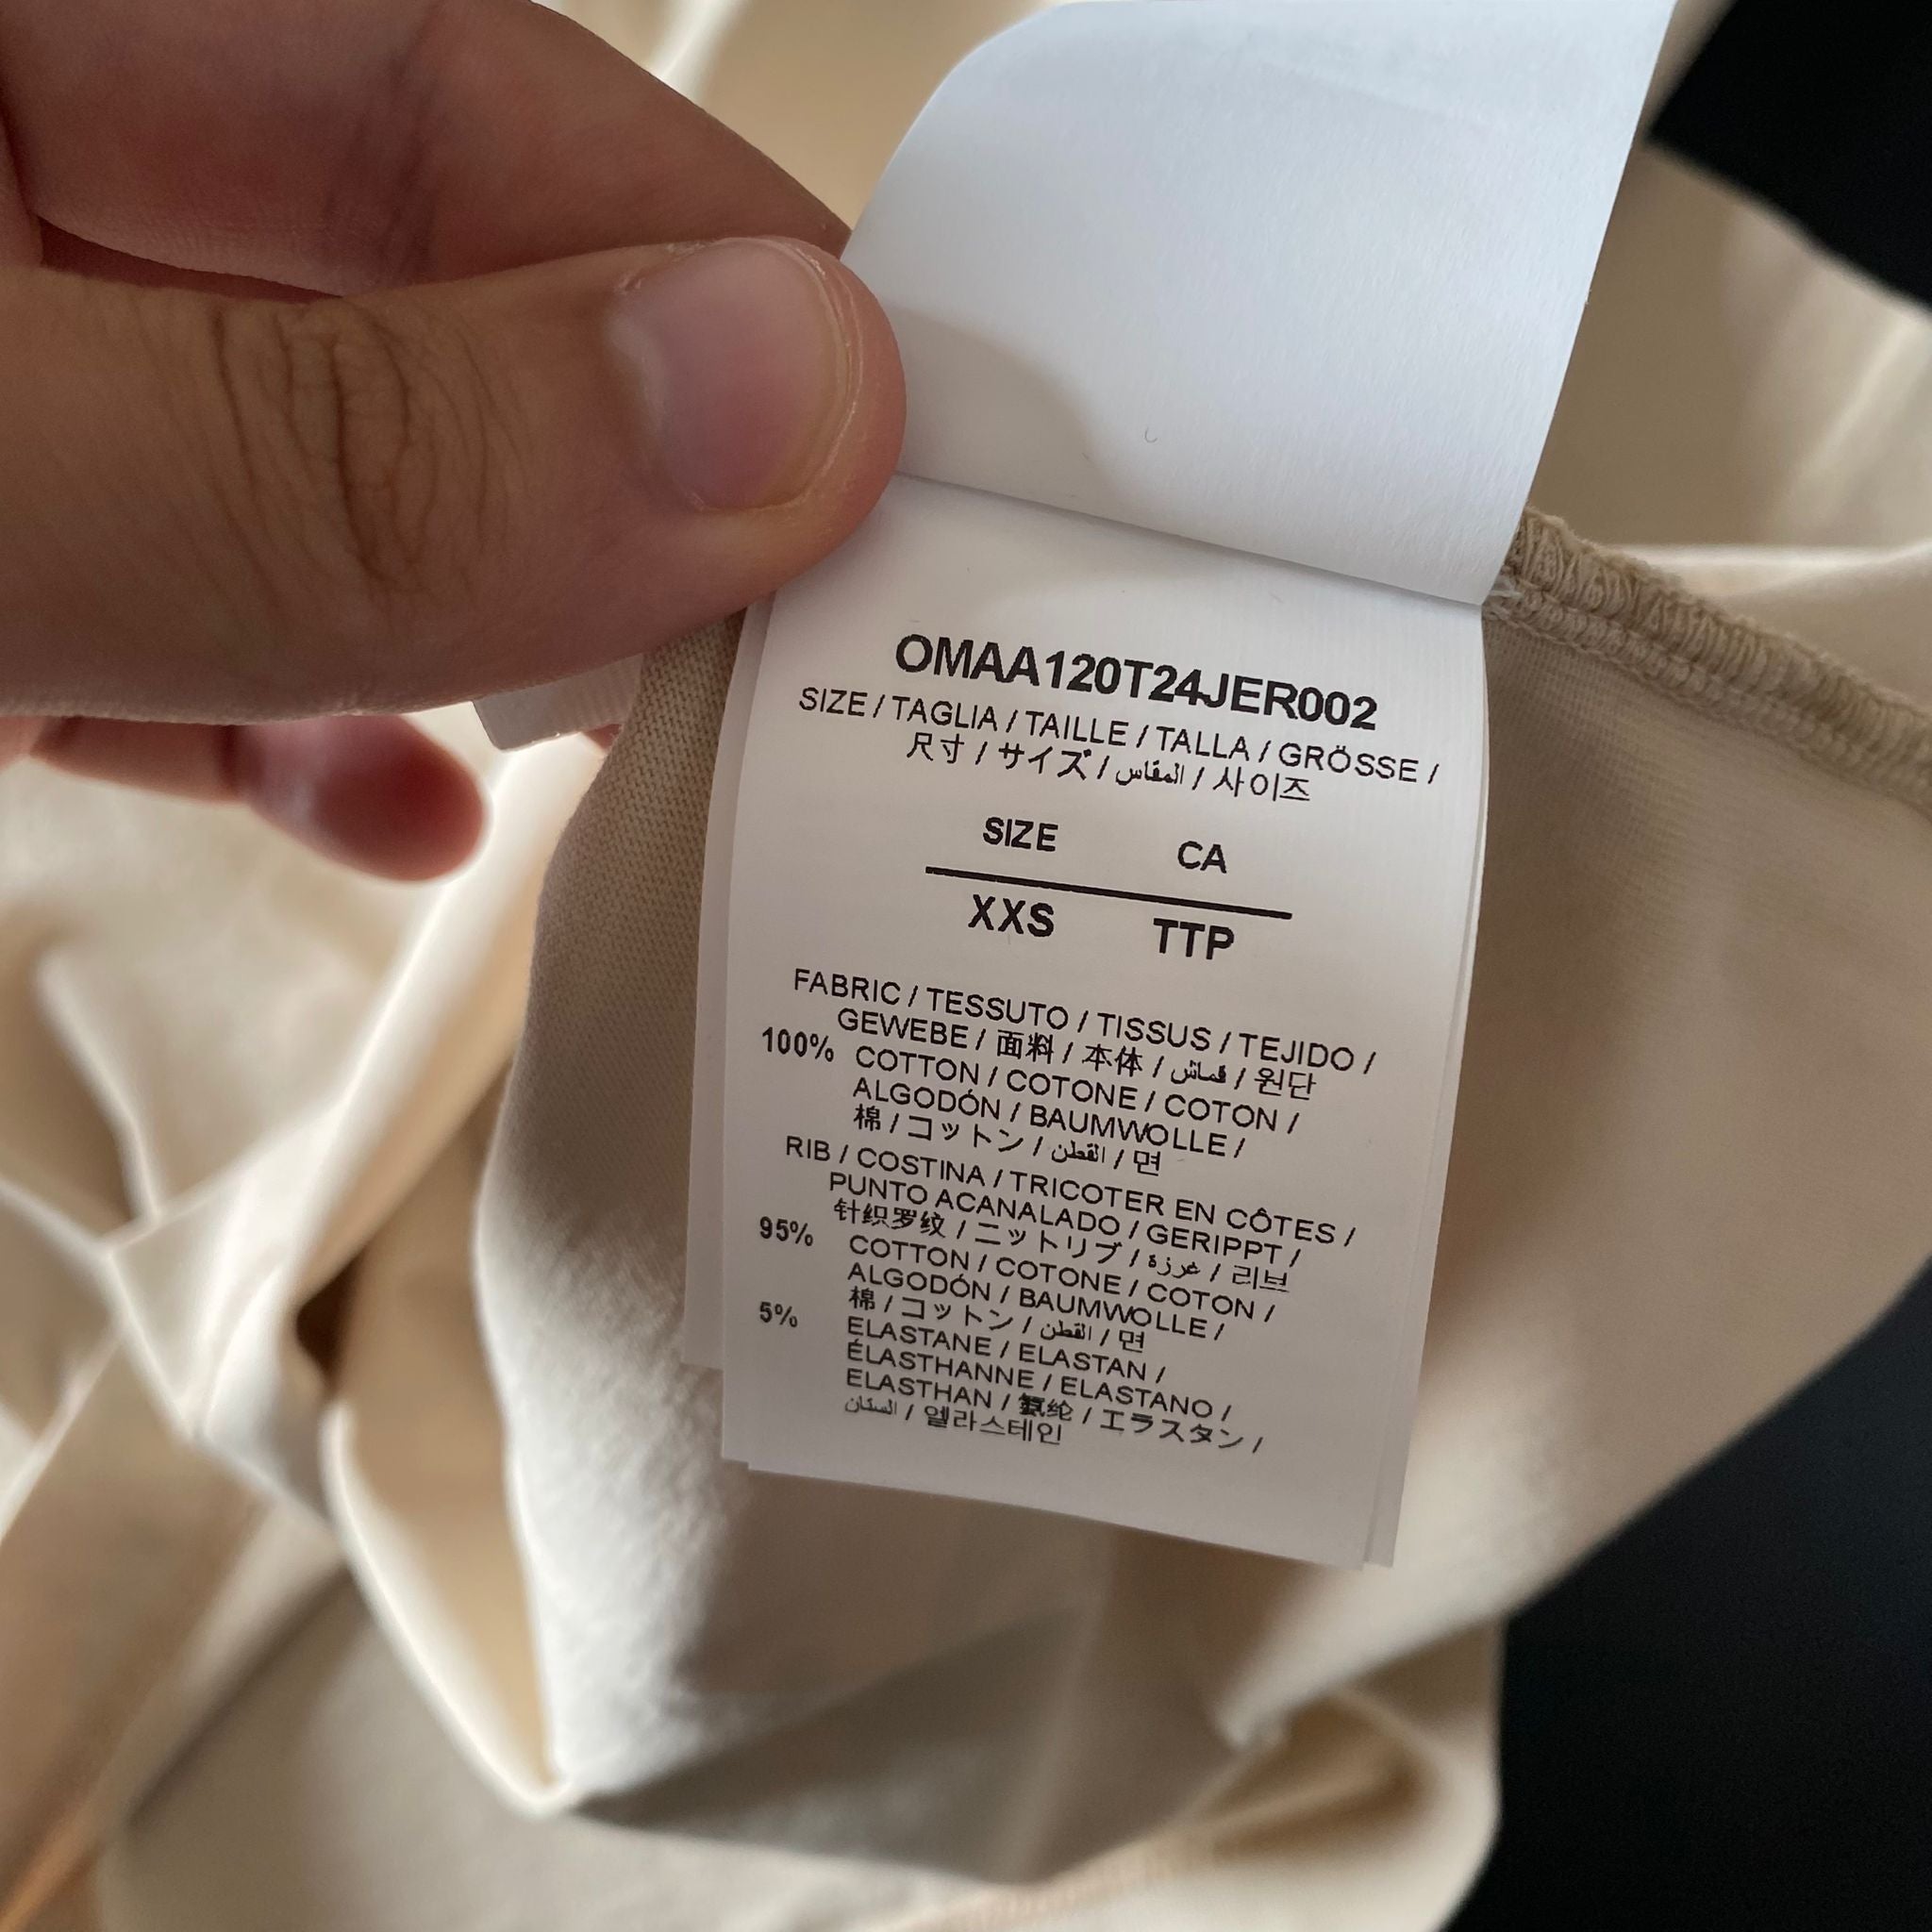 OMAA120T24JER002
SIZE / TAGLIA / TAILLE / TALLA / GRÖSSE /
尺寸 / サイズ / المقاس / 사이즈
SIZE CA
XXS TTP
FABRIC / TESSUTO / TISSUS / TEJIDO /
GEWEBE / 面料 / 本体 / قماش / 원단
100% COTTON / COTONE / COTON /
ALGODÓN / BAUMWOLLE /
棉 / コットン / القطن / 면
RIB / COSTINA / TRICOTER EN CÔTES /
PUNTO ACANALADO / GERIPPT /
针织罗纹 / ニットリブ / غرزة / 리브
95% COTTON / COTONE / COTON /
ALGODÓN / BAUMWOLLE /
棉 / コットン / القطن / 면
5% ELASTANE / ELASTAN /
ÉLASTHANNE / ELASTANO /
ELASTHAN / 氨纶 / エラスタン /
الستان / 엘라스테인